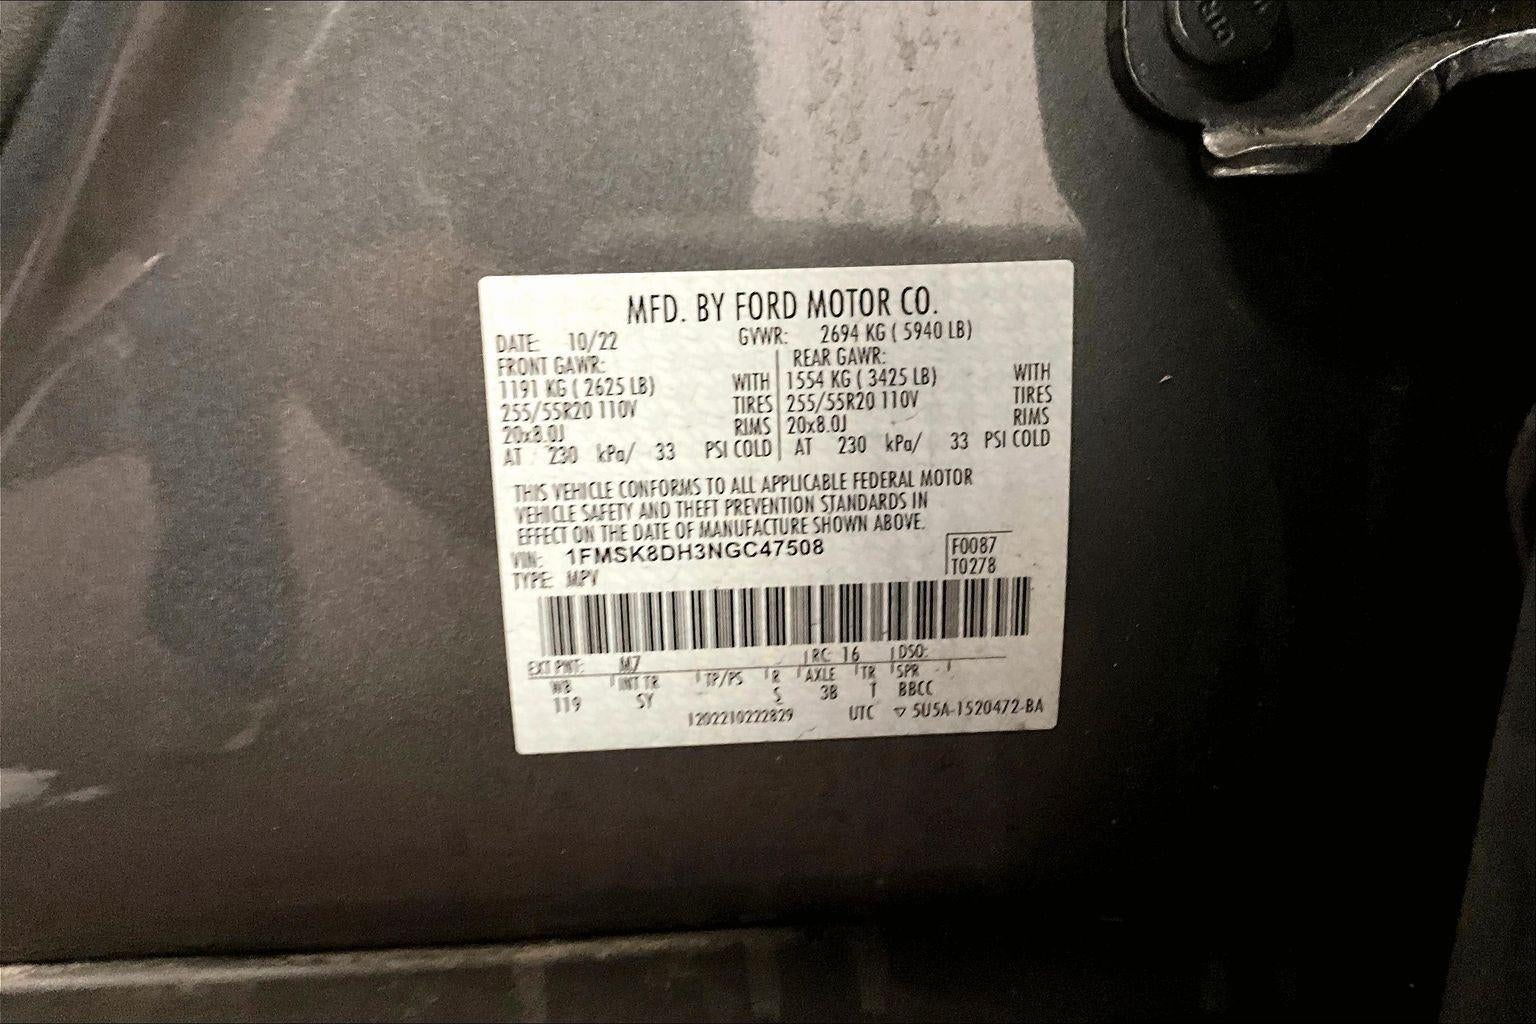 MFD. BY FORD MOTOR CO.
DATE: 10/22 GVWR: 2694 KG ( 5940 LB)
FRONT GAWR: REAR GAWR:
1191 KG ( 2625 LB) WITH 1554 KG ( 3425 LB) WITH
255/55R20 110V TIRES 255/55R20 110V TIRES
20x8.0J RIMS 20x8.0J RIMS
AT 230 kPa/ 33 PSI COLD AT 230 kPa/ 33 PSI COLD
THIS VEHICLE CONFORMS TO ALL APPLICABLE FEDERAL MOTOR
VEHICLE SAFETY AND THEFT PREVENTION STANDARDS IN
EFFECT ON THE DATE OF MANUFACTURE SHOWN ABOVE.
VIN: 1FMSK8DH3NGC47508 F0087
TYPE: MPV T0278
EXT PNT: M7 RC: 16 DSO:
WB INT TR TP/PS R AXLE TR SPR
119 SY S 3B T BBCC
1202210222829 UTC ▽ 5U5A-1520472-BA